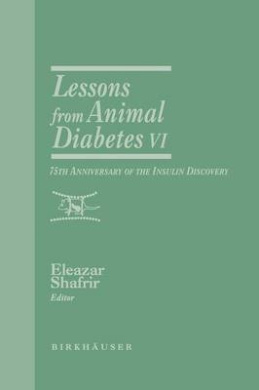 Lessons
from Animal
Diabetes VI
75TH ANNIVERSARY OF THE INSULIN DISCOVERY
Eleazar
Shafrir
Editor
BIRKHÄUSER